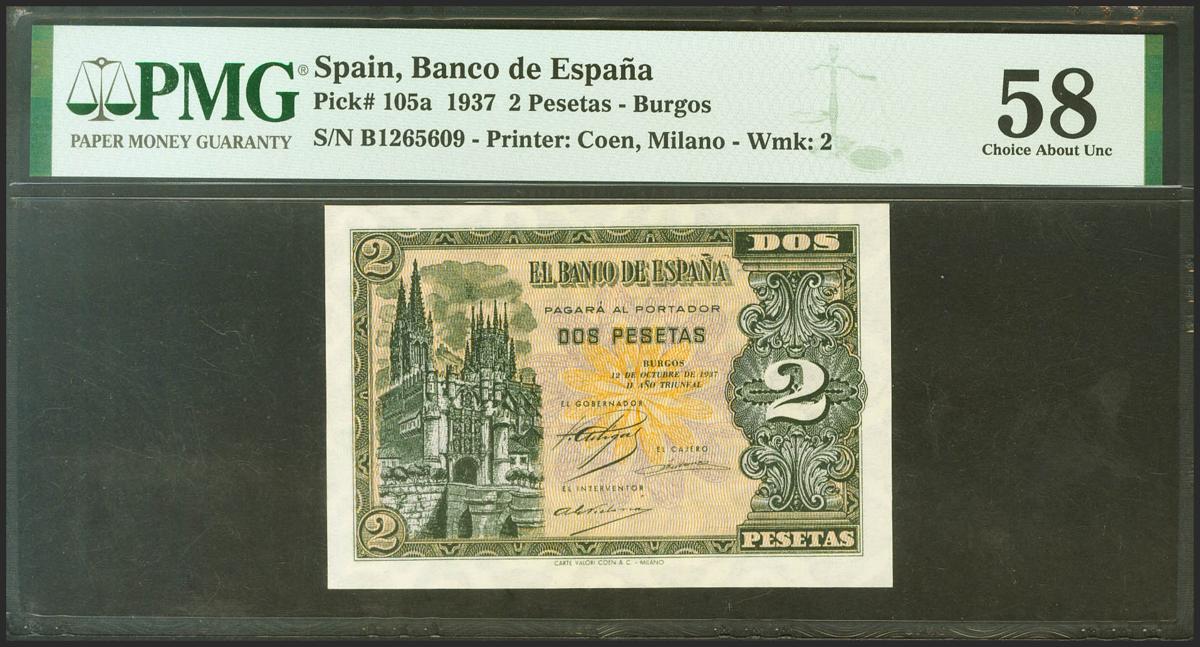 PMG®
PAPER MONEY GUARANTY
Spain, Banco de España
Pick# 105a 1937 2 Pesetas - Burgos
S/N B1265609 - Printer: Coen, Milano - Wmk: 2
58
Choice About Unc
2
DOS
EL BANCO DE ESPAÑA
PAGARÁ AL PORTADOR
DOS PESETAS
BURGOS
12 DE OCTUBRE DE 1937
II AÑO TRIUNFAL
2
EL GOBERNADOR
EL CAJERO
EL INTERVENTOR
2
PESETAS
CARTE VALORI COEN A.C. - MILANO